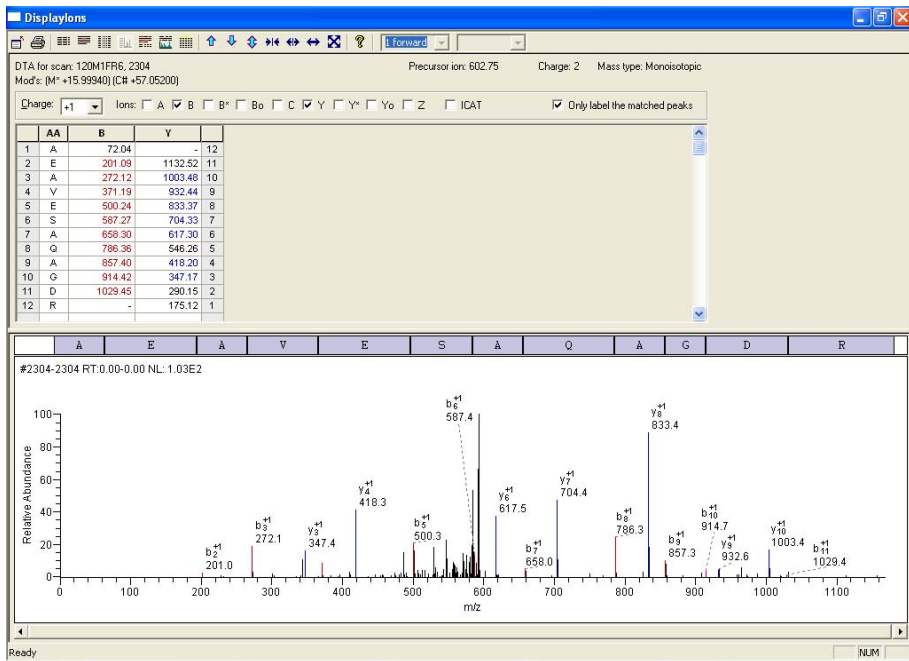 DisplayIons
1 forward
DTA for scan: 120M1FR6, 2304 Precursor ion: 602.75 Charge: 2 Mass type: Monoisotopic
Mod's: (M* +15.99940) (C# +57.05200)
Charge: +1 Ions: A B B* Bo C Y Y* Yo Z ICAT Only label the matched peaks
AA B Y
1 A 72.04 - 12
2 E 201.09 1132.52 11
3 A 272.12 1003.48 10
4 V 371.19 932.44 9
5 E 500.24 833.37 8
6 S 587.27 704.33 7
7 A 658.30 617.30 6
8 Q 786.36 546.26 5
9 A 857.40 418.20 4
10 G 914.42 347.17 3
11 D 1029.45 290.15 2
12 R - 175.12 1
A E A V E S A Q A G D R
#2304-2304 RT:0.00-0.00 NL: 1.03E2
Relative Abundance
100
80
60
40
20
0
b2+1
201.0
b3+1
272.1
y3+1
347.4
y4+1
418.3
b5+1
500.3
b6+1
587.4
y6+1
617.5
b7+1
658.0
y7+1
704.4
b8+1
786.3
y8+1
833.4
b9+1
857.3
b10+1
914.7
y9+1
932.6
y10+1
1003.4
b11+1
1029.4
0 100 200 300 400 500 600 700 800 900 1000 1100
m/z
Ready NUM